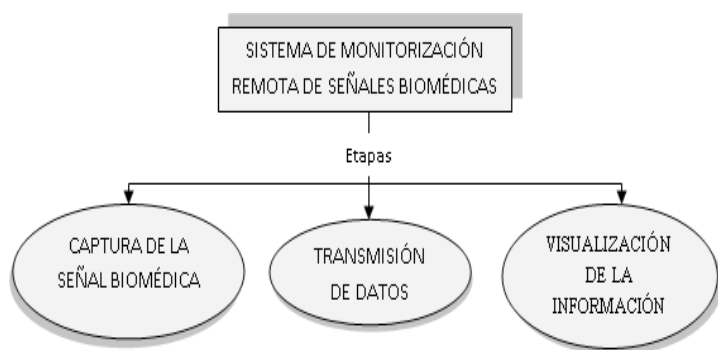 SISTEMA DE MONITORIZACIÓN
REMOTA DE SEÑALES BIOMÉDICAS
Etapas
CAPTURA DE LA
SEÑAL BIOMÉDICA
TRANSMISIÓN
DE DATOS
VISUALIZACIÓN
DE LA
INFORMACIÓN